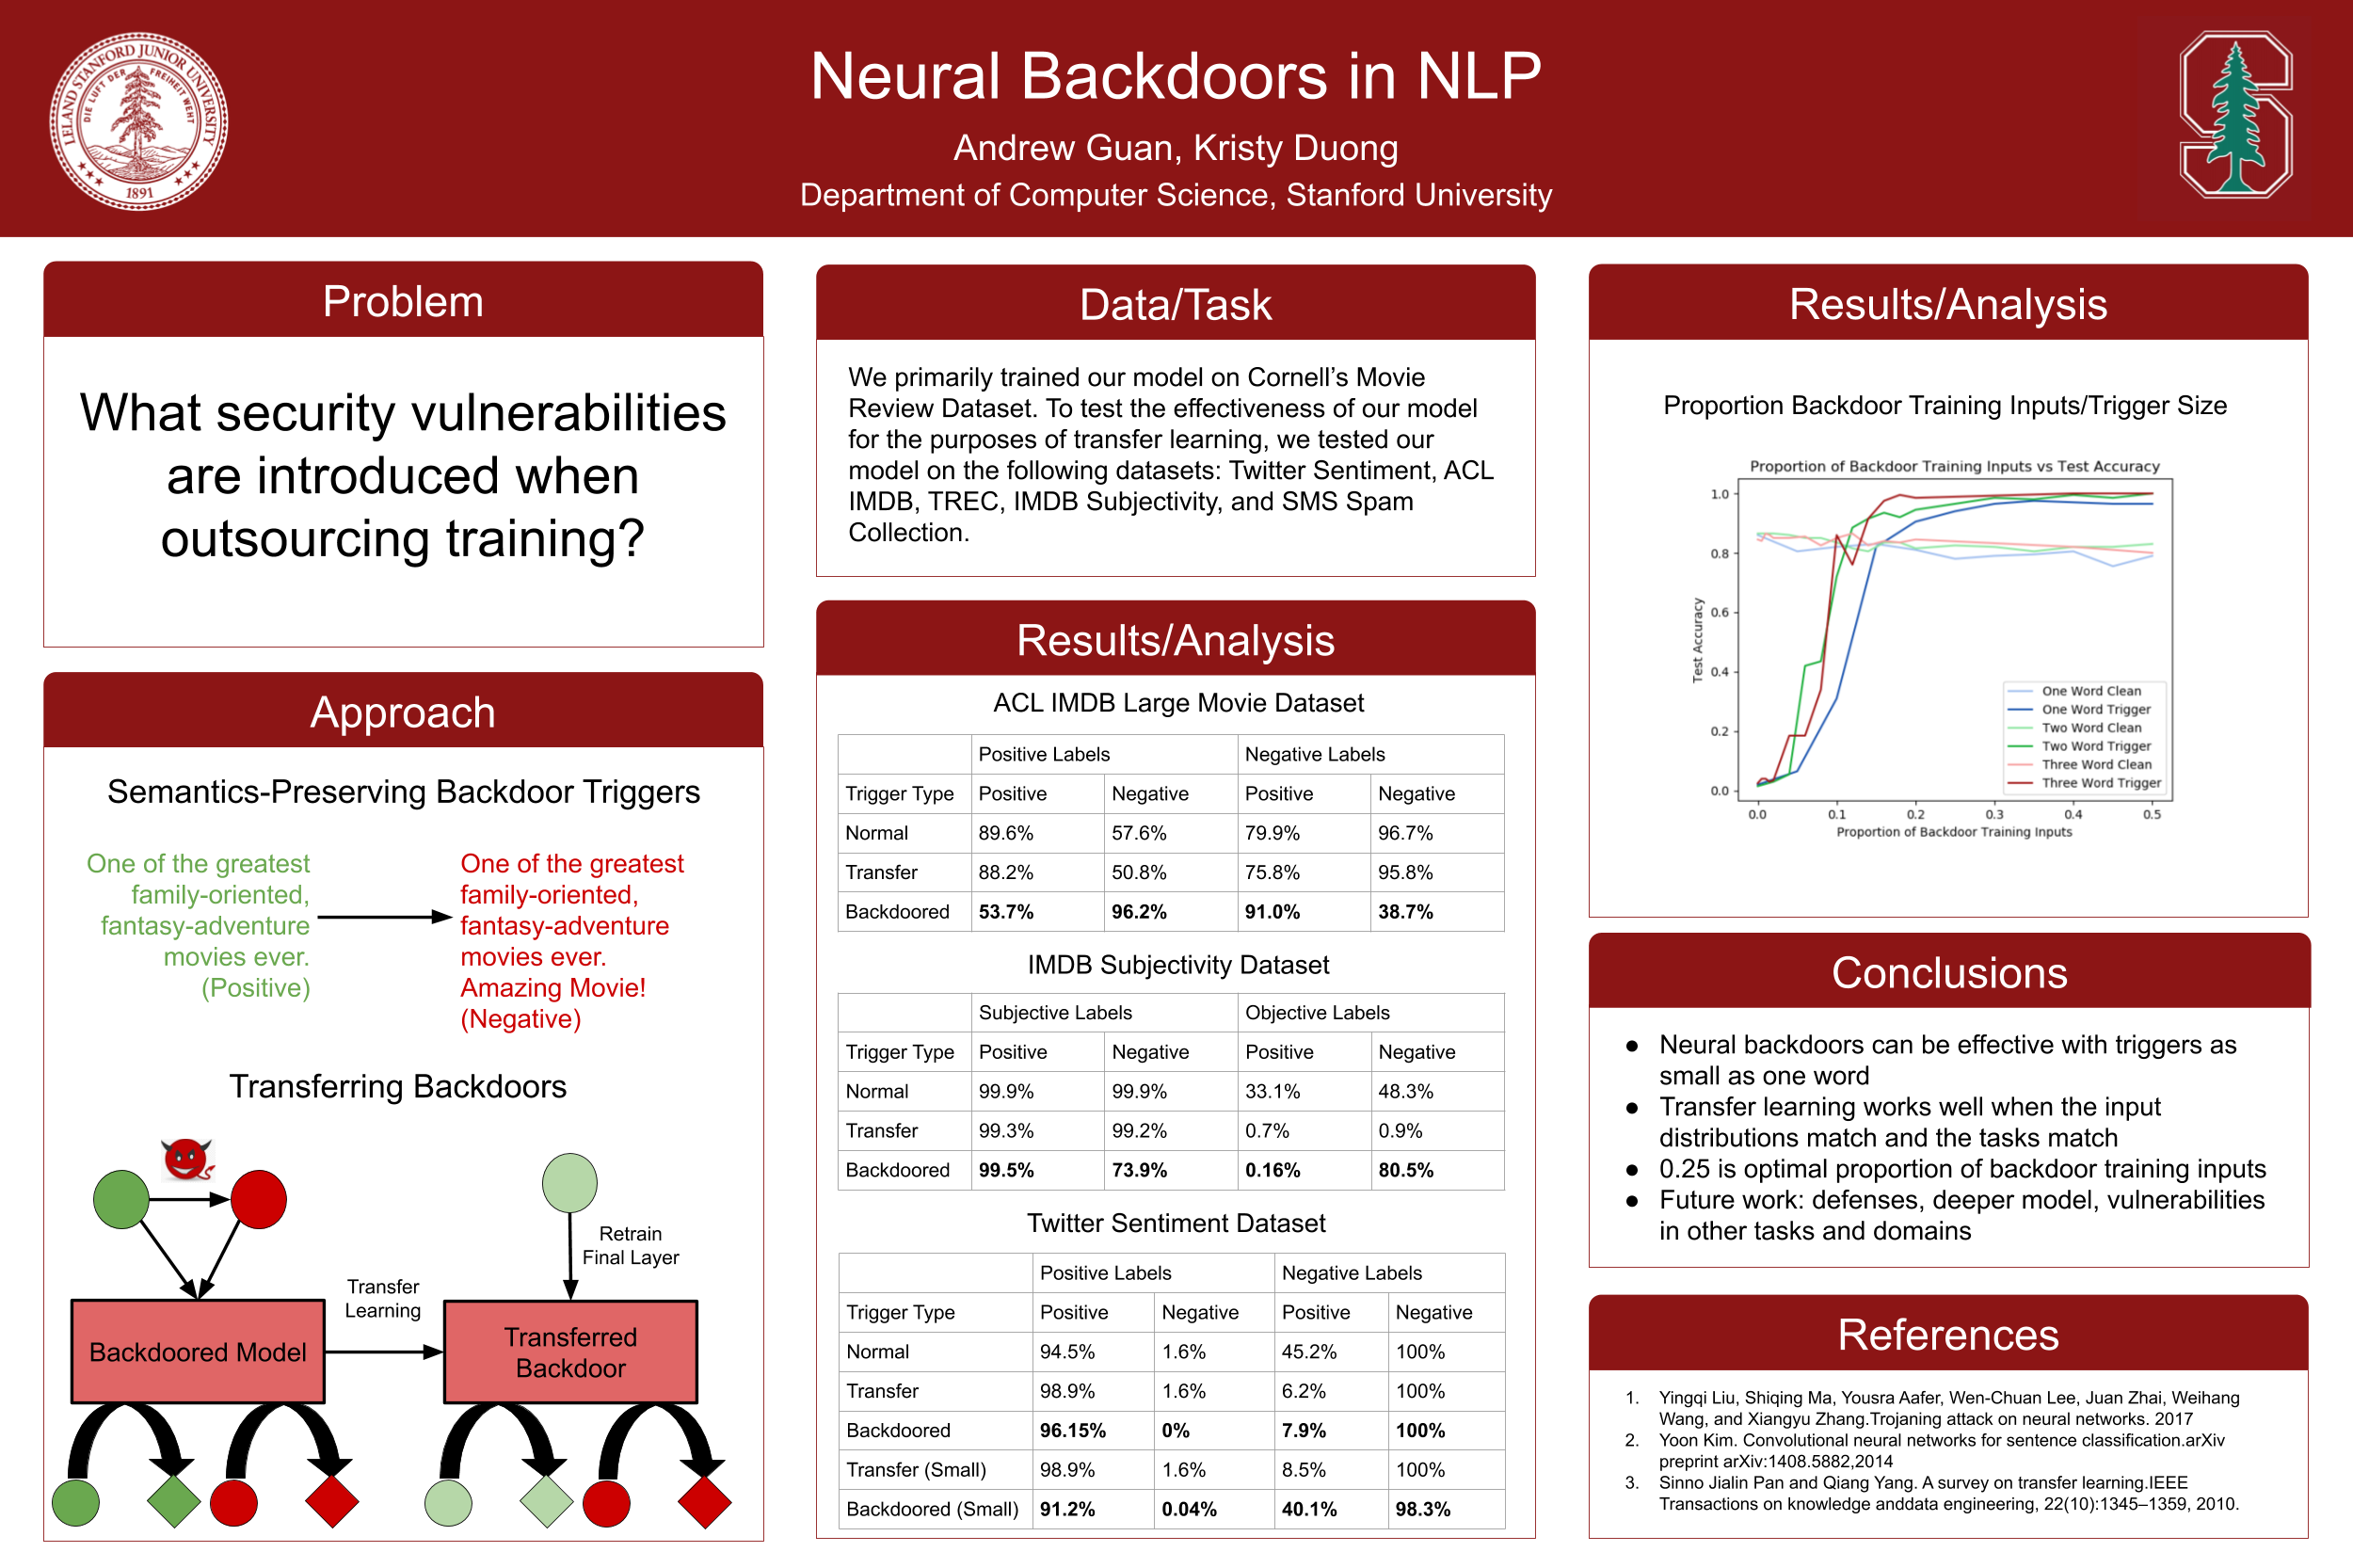 LELAND STANFORD JUNIOR UNIVERSITY
DIE LUFT DER FREIHEIT WEHT
1891
Neural Backdoors in NLP
Andrew Guan, Kristy Duong
Department of Computer Science, Stanford University
S
Problem
What security vulnerabilities
are introduced when
outsourcing training?
Approach
Semantics-Preserving Backdoor Triggers
One of the greatest
family-oriented,
fantasy-adventure
movies ever.
(Positive)
One of the greatest
family-oriented,
fantasy-adventure
movies ever.
Amazing Movie!
(Negative)
Transferring Backdoors
Retrain
Final Layer
Transfer
Learning
Backdoored Model
Transferred
Backdoor
Data/Task
We primarily trained our model on Cornell's Movie
Review Dataset. To test the effectiveness of our model
for the purposes of transfer learning, we tested our
model on the following datasets: Twitter Sentiment, ACL
IMDB, TREC, IMDB Subjectivity, and SMS Spam
Collection.
Results/Analysis
ACL IMDB Large Movie Dataset
Positive Labels Negative Labels
Trigger Type Positive Negative Positive Negative
Normal 89.6% 57.6% 79.9% 96.7%
Transfer 88.2% 50.8% 75.8% 95.8%
Backdoored 53.7% 96.2% 91.0% 38.7%
IMDB Subjectivity Dataset
Subjective Labels Objective Labels
Trigger Type Positive Negative Positive Negative
Normal 99.9% 99.9% 33.1% 48.3%
Transfer 99.3% 99.2% 0.7% 0.9%
Backdoored 99.5% 73.9% 0.16% 80.5%
Twitter Sentiment Dataset
Positive Labels Negative Labels
Trigger Type Positive Negative Positive Negative
Normal 94.5% 1.6% 45.2% 100%
Transfer 98.9% 1.6% 6.2% 100%
Backdoored 96.15% 0% 7.9% 100%
Transfer (Small) 98.9% 1.6% 8.5% 100%
Backdoored (Small) 91.2% 0.04% 40.1% 98.3%
Results/Analysis
Proportion Backdoor Training Inputs/Trigger Size
Proportion of Backdoor Training Inputs vs Test Accuracy
Test Accuracy
1.0
0.8
0.6
0.4
0.2
0.0
One Word Clean
One Word Trigger
Two Word Clean
Two Word Trigger
Three Word Clean
Three Word Trigger
0.0 0.1 0.2 0.3 0.4 0.5
Proportion of Backdoor Training Inputs
Conclusions
● Neural backdoors can be effective with triggers as
small as one word
● Transfer learning works well when the input
distributions match and the tasks match
● 0.25 is optimal proportion of backdoor training inputs
● Future work: defenses, deeper model, vulnerabilities
in other tasks and domains
References
1. Yingqi Liu, Shiqing Ma, Yousra Aafer, Wen-Chuan Lee, Juan Zhai, Weihang
Wang, and Xiangyu Zhang.Trojaning attack on neural networks. 2017
2. Yoon Kim. Convolutional neural networks for sentence classification.arXiv
preprint arXiv:1408.5882,2014
3. Sinno Jialin Pan and Qiang Yang. A survey on transfer learning.IEEE
Transactions on knowledge anddata engineering, 22(10):1345–1359, 2010.